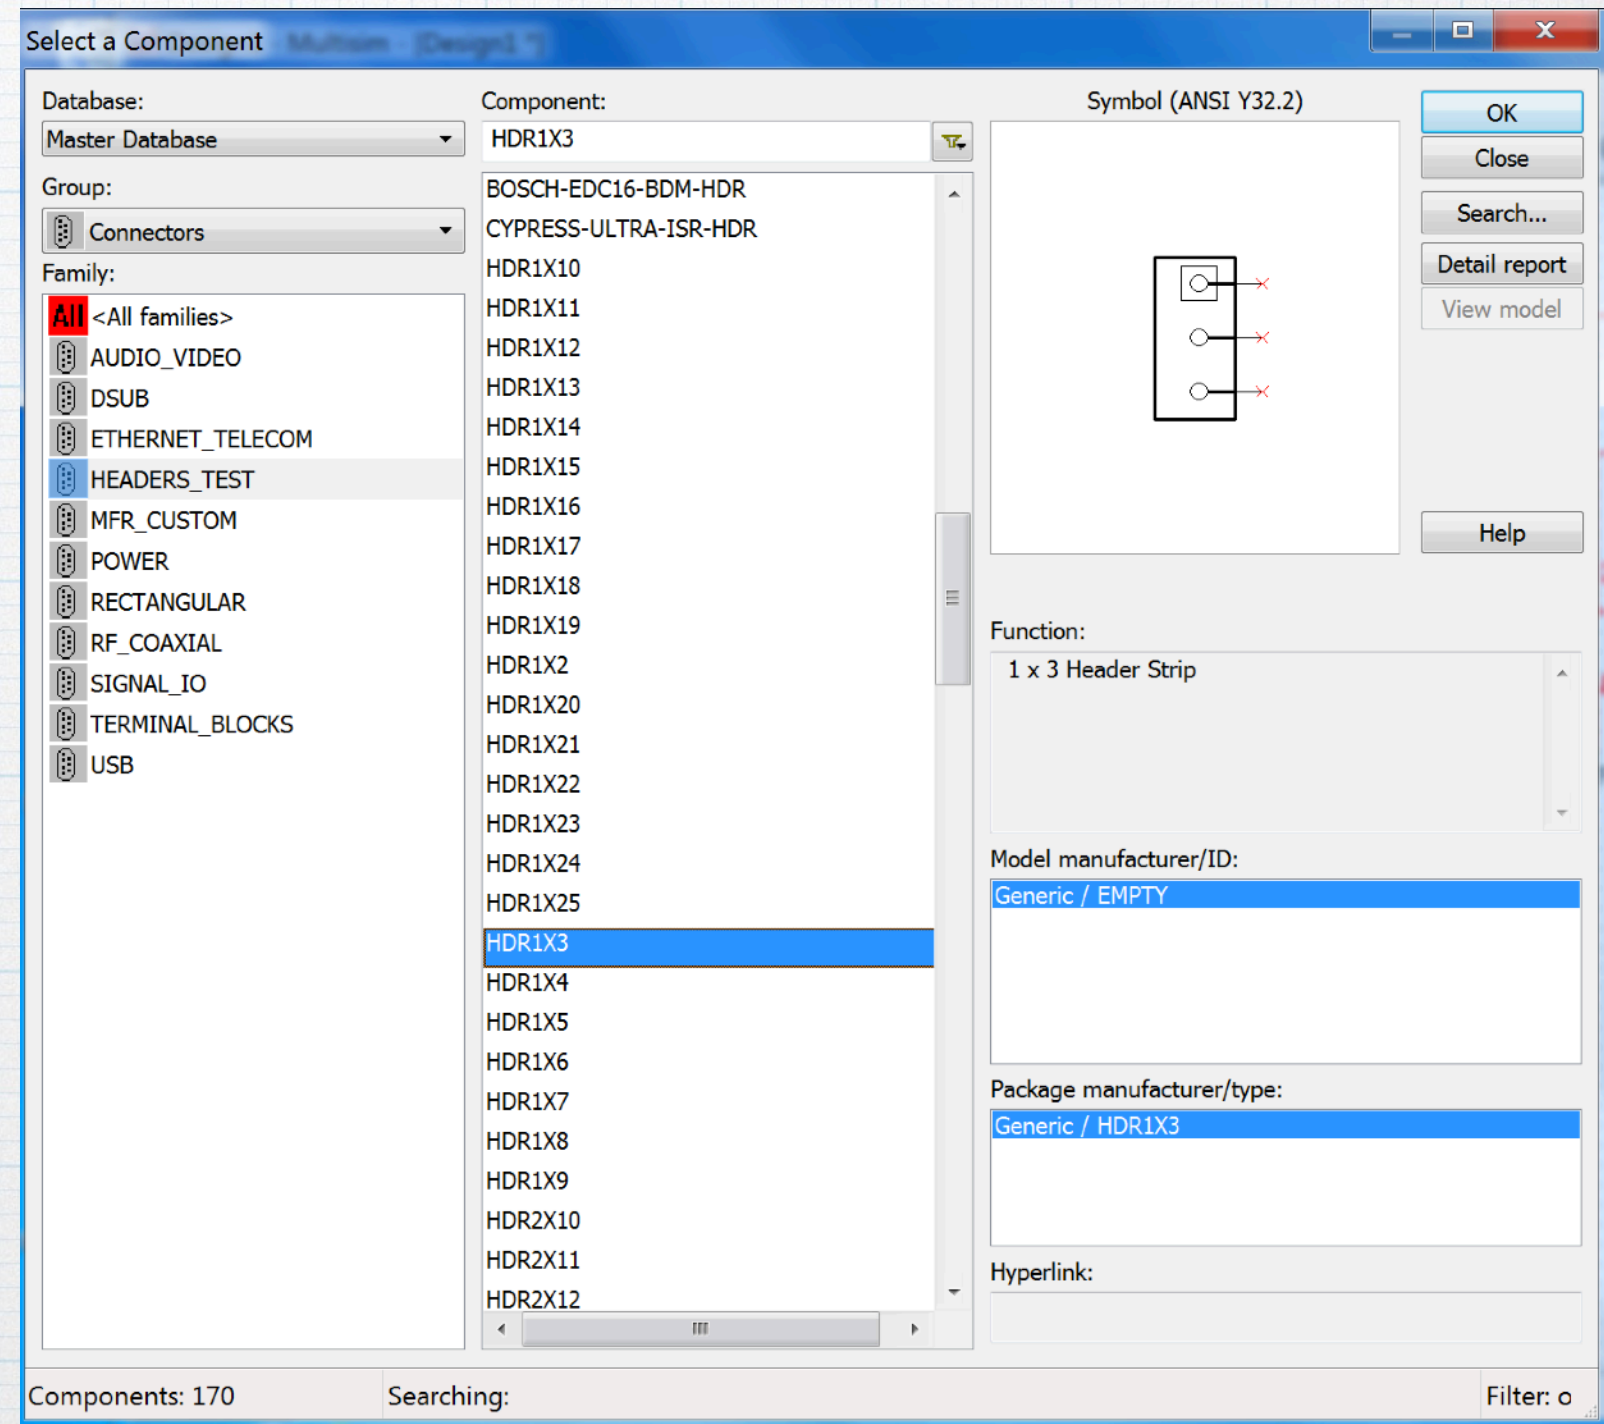 Select a Component
Multisim - [Design1 *]
Database:
Master Database
Group:
Connectors
Family:
All <All families>
AUDIO_VIDEO
DSUB
ETHERNET_TELECOM
HEADERS_TEST
MFR_CUSTOM
POWER
RECTANGULAR
RF_COAXIAL
SIGNAL_IO
TERMINAL_BLOCKS
USB
Component:
HDR1X3
BOSCH-EDC16-BDM-HDR
CYPRESS-ULTRA-ISR-HDR
HDR1X10
HDR1X11
HDR1X12
HDR1X13
HDR1X14
HDR1X15
HDR1X16
HDR1X17
HDR1X18
HDR1X19
HDR1X2
HDR1X20
HDR1X21
HDR1X22
HDR1X23
HDR1X24
HDR1X25
HDR1X3
HDR1X4
HDR1X5
HDR1X6
HDR1X7
HDR1X8
HDR1X9
HDR2X10
HDR2X11
HDR2X12
Symbol (ANSI Y32.2)
OK
Close
Search...
Detail report
View model
Help
Function:
1 x 3 Header Strip
Model manufacturer/ID:
Generic / EMPTY
Package manufacturer/type:
Generic / HDR1X3
Hyperlink:
Components: 170
Searching:
Filter: o